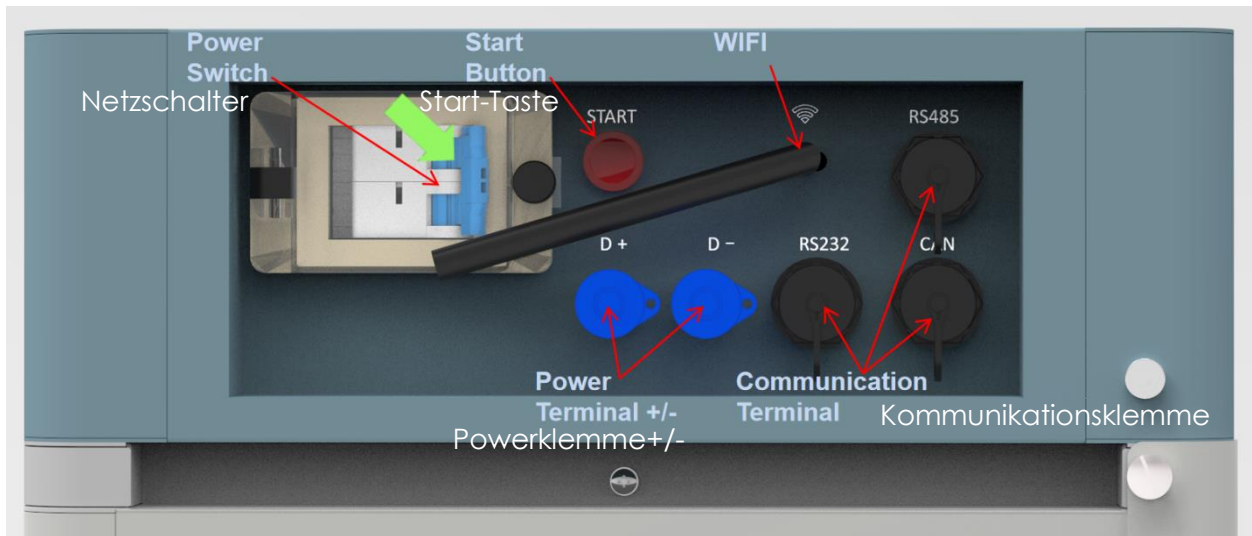 Power
Switch
Netzschalter
Start
Button
Start-Taste
WIFI
START
RS485
D +
D −
RS232
CAN
Power
Terminal +/-
Powerklemme+/-
Communication
Terminal
Kommunikationsklemme